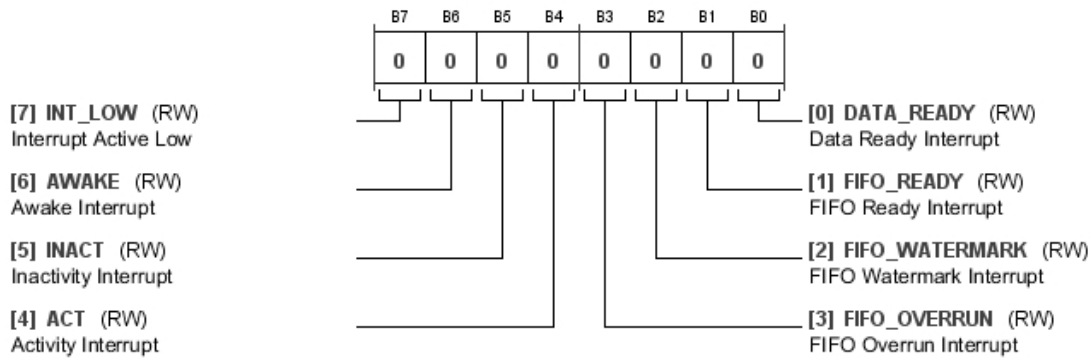 B7 B6 B5 B4 B3 B2 B1 B0
0 0 0 0 0 0 0 0
[7] INT_LOW (RW)
Interrupt Active Low
[6] AWAKE (RW)
Awake Interrupt
[5] INACT (RW)
Inactivity Interrupt
[4] ACT (RW)
Activity Interrupt
[0] DATA_READY (RW)
Data Ready Interrupt
[1] FIFO_READY (RW)
FIFO Ready Interrupt
[2] FIFO_WATERMARK (RW)
FIFO Watermark Interrupt
[3] FIFO_OVERRUN (RW)
FIFO Overrun Interrupt